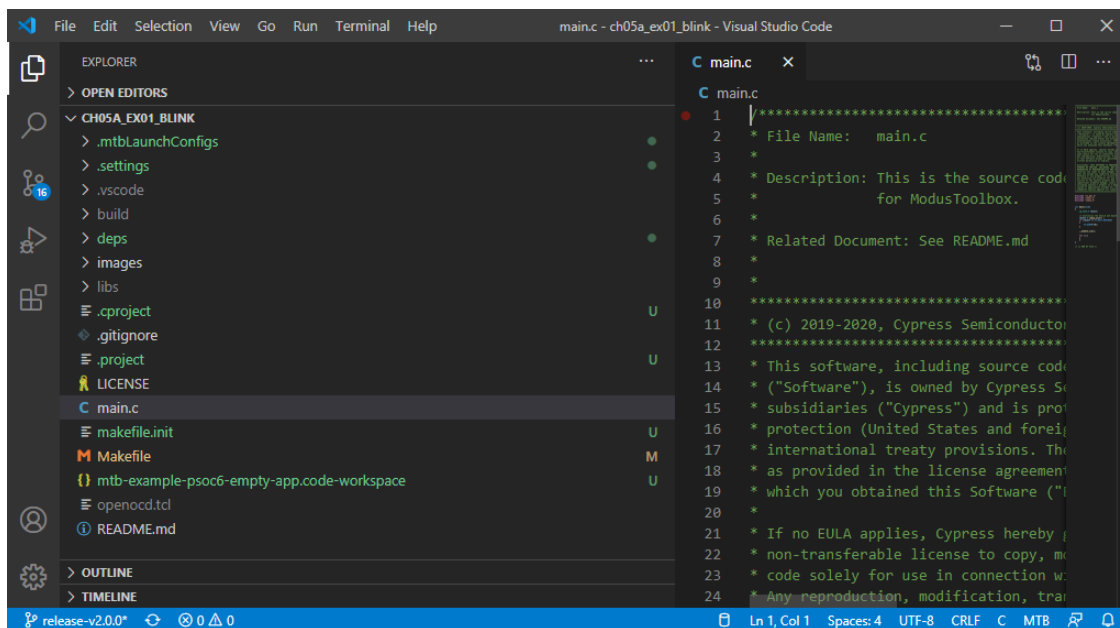 File Edit Selection View Go Run Terminal Help main.c - ch05a_ex01_blink - Visual Studio Code
EXPLORER
OPEN EDITORS
CH05A_EX01_BLINK
.mtbLaunchConfigs
.settings
.vscode
build
deps
images
libs
.cproject U
.gitignore
.project U
LICENSE
C main.c
makefile.init U
M Makefile M
{} mtb-example-psoc6-empty-app.code-workspace U
openocd.tcl
README.md
OUTLINE
TIMELINE
16
C main.c
C main.c
1 /**************************************
2 * File Name: main.c
3 *
4 * Description: This is the source code
5 * for ModusToolbox.
6 *
7 * Related Document: See README.md
8 *
9 *
10 ***************************************
11 * (c) 2019-2020, Cypress Semiconductor
12 ***************************************
13 * This software, including source code
14 * ("Software"), is owned by Cypress S
15 * subsidiaries ("Cypress") and is pro
16 * protection (United States and foreig
17 * international treaty provisions. The
18 * as provided in the license agreement
19 * which you obtained this Software ("
20 *
21 * If no EULA applies, Cypress hereby
22 * non-transferable license to copy, m
23 * code solely for use in connection w
24 * Any reproduction, modification, tra
release-v2.0.0* 0 0 Ln 1, Col 1 Spaces: 4 UTF-8 CRLF C MTB